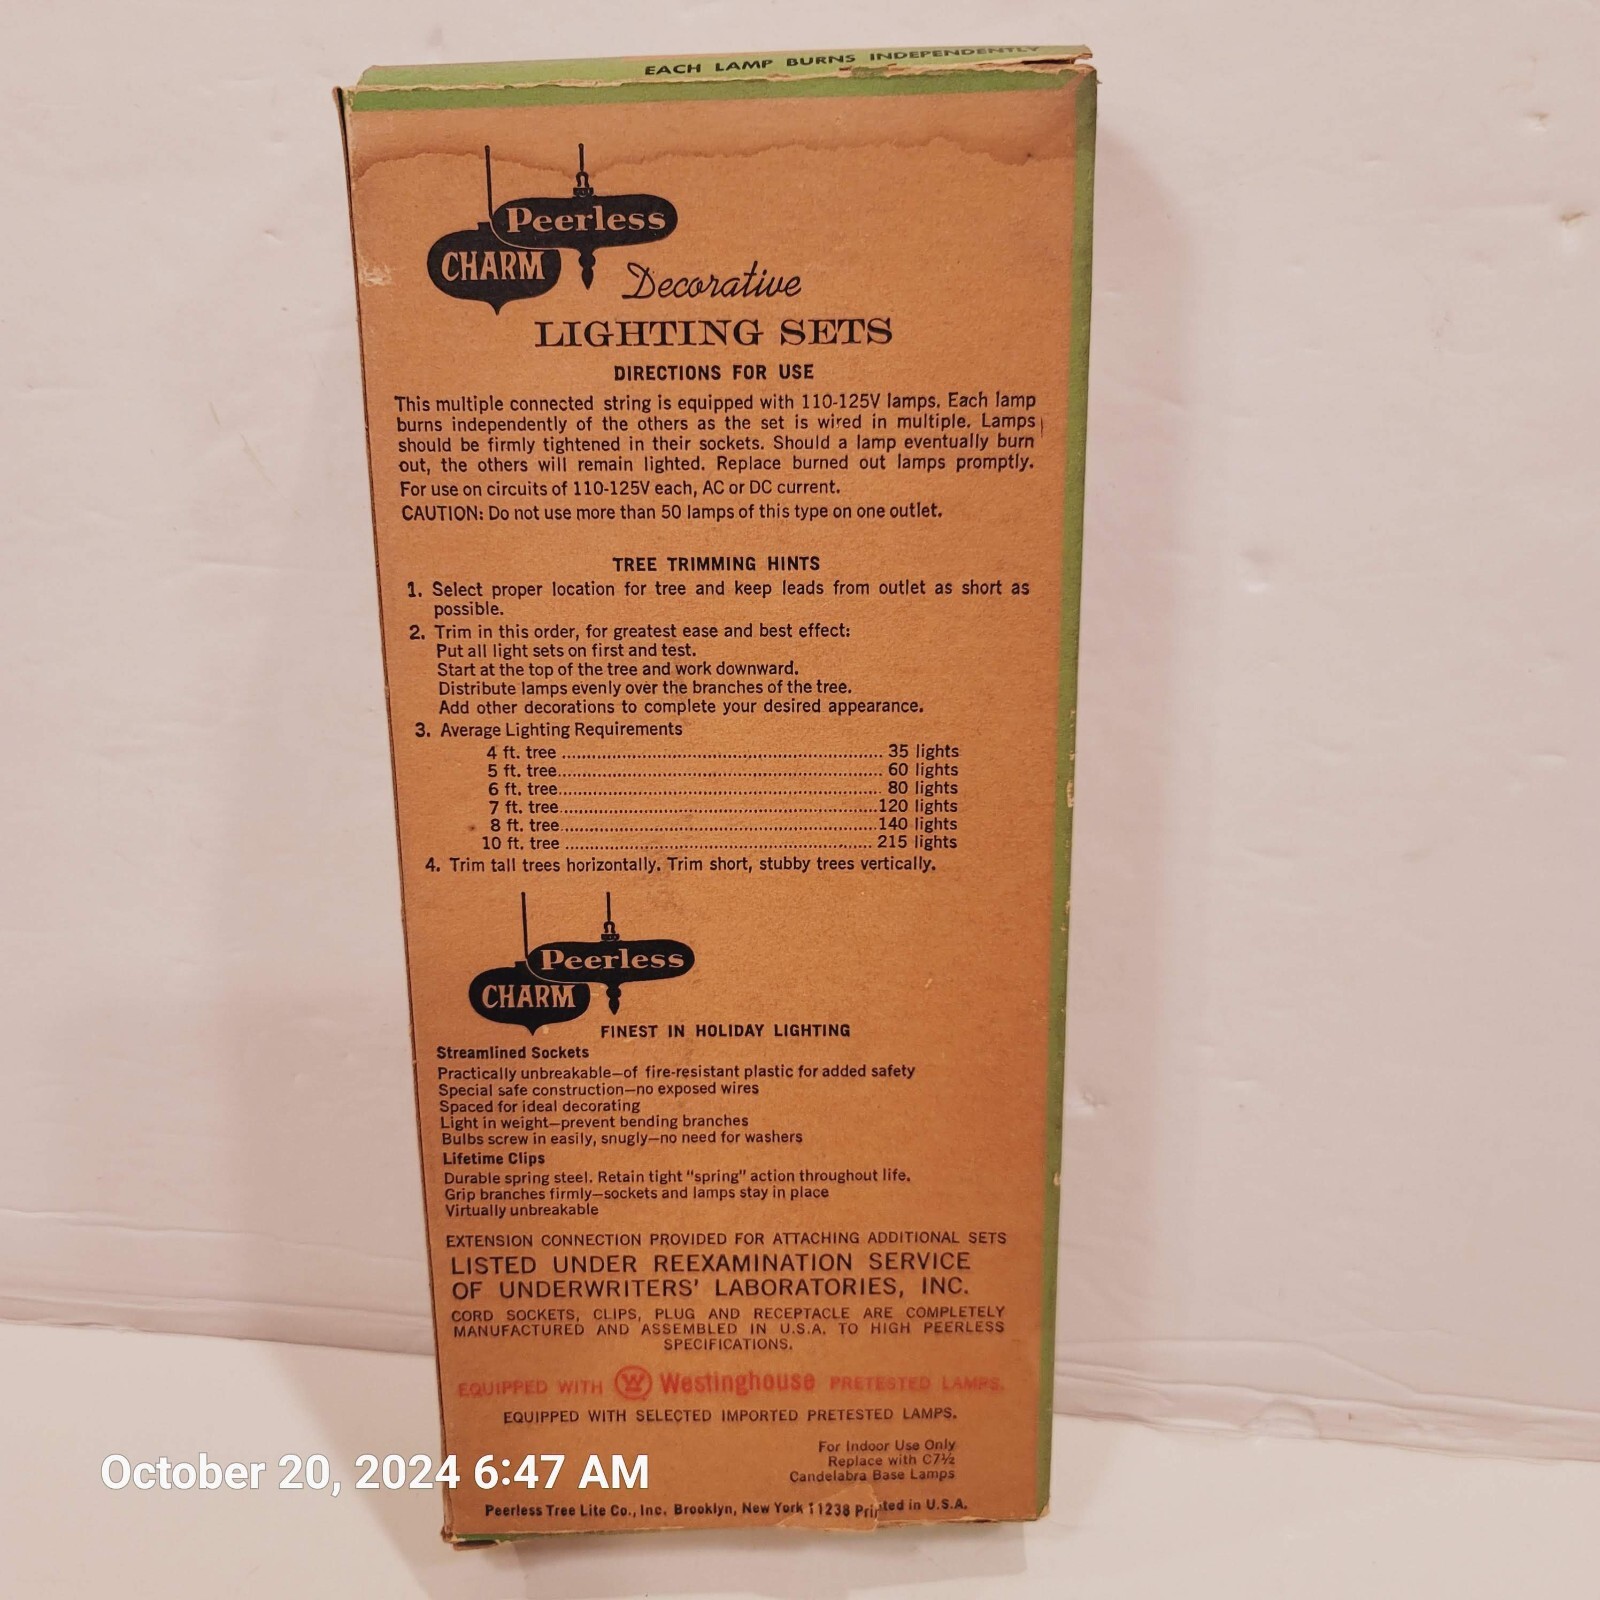 EACH LAMP BURNS INDEPENDENTLY
Peerless
CHARM
Decorative
LIGHTING SETS
DIRECTIONS FOR USE
This multiple connected string is equipped with 110-125V lamps. Each lamp
burns independently of the others as the set is wired in multiple. Lamps
should be firmly tightened in their sockets. Should a lamp eventually burn
out, the others will remain lighted. Replace burned out lamps promptly.
For use on circuits of 110-125V each, AC or DC current.
CAUTION: Do not use more than 50 lamps of this type on one outlet.
TREE TRIMMING HINTS
1. Select proper location for tree and keep leads from outlet as short as
possible.
2. Trim in this order, for greatest ease and best effect:
Put all light sets on first and test.
Start at the top of the tree and work downward.
Distribute lamps evenly over the branches of the tree.
Add other decorations to complete your desired appearance.
3. Average Lighting Requirements
4 ft. tree ........ 35 lights
5 ft. tree ........ 60 lights
6 ft. tree ........ 80 lights
7 ft. tree ........ 120 lights
8 ft. tree ........ 140 lights
10 ft. tree ........ 215 lights
4. Trim tall trees horizontally. Trim short, stubby trees vertically.
Peerless
CHARM
FINEST IN HOLIDAY LIGHTING
Streamlined Sockets
Practically unbreakable—of fire-resistant plastic for added safety
Special safe construction—no exposed wires
Spaced for ideal decorating
Light in weight—prevent bending branches
Bulbs screw in easily, snugly—no need for washers
Lifetime Clips
Durable spring steel. Retain tight "spring" action throughout life.
Grip branches firmly—sockets and lamps stay in place
Virtually unbreakable
EXTENSION CONNECTION PROVIDED FOR ATTACHING ADDITIONAL SETS
LISTED UNDER REEXAMINATION SERVICE
OF UNDERWRITERS' LABORATORIES, INC.
CORD SOCKETS, CLIPS, PLUG AND RECEPTACLE ARE COMPLETELY
MANUFACTURED AND ASSEMBLED IN U.S.A. TO HIGH PEERLESS
SPECIFICATIONS.
EQUIPPED WITH W Westinghouse PRETESTED LAMPS.
EQUIPPED WITH SELECTED IMPORTED PRETESTED LAMPS.
For Indoor Use Only
Replace with C7½
Candelabra Base Lamps
October 20, 2024 6:47 AM
Peerless Tree Lite Co., Inc. Brooklyn, New York 11238 Printed in U.S.A.